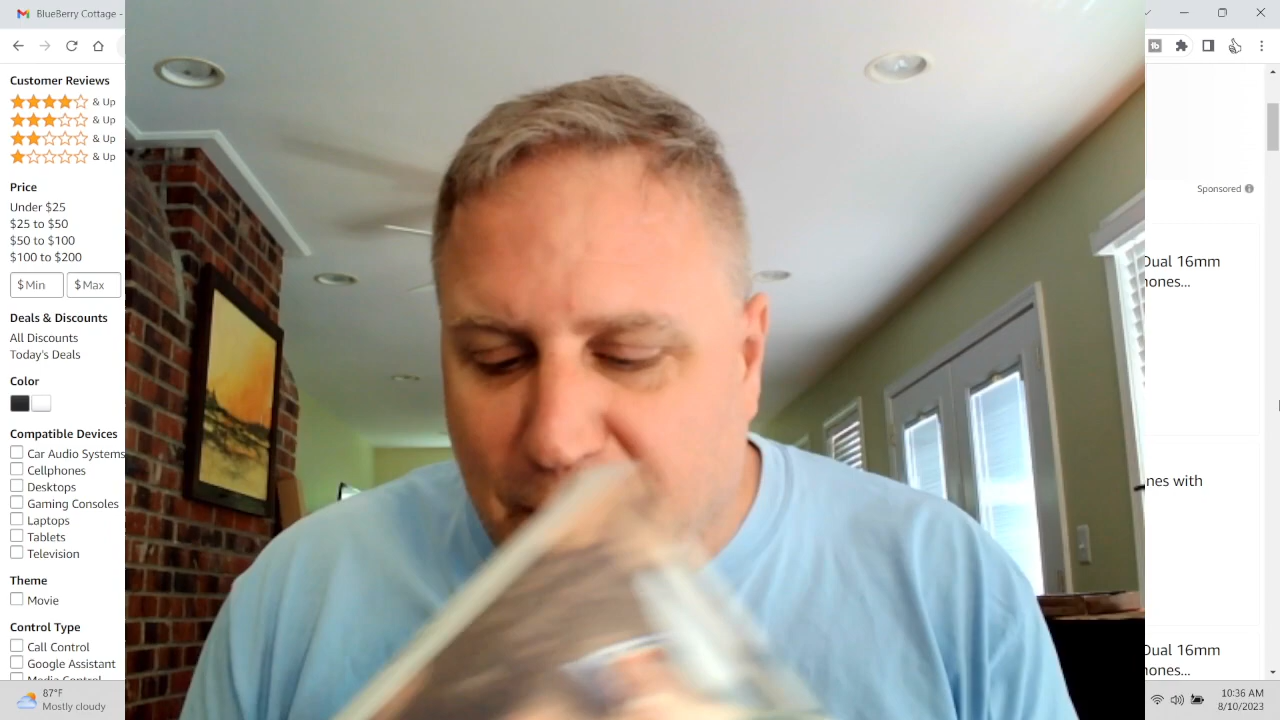 BlueBerry Cottage -
Customer Reviews
& Up
& Up
& Up
& Up
Price
Under $25
$25 to $50
$50 to $100
$100 to $200
$ Min $ Max
Deals & Discounts
All Discounts
Today's Deals
Color
Compatible Devices
Car Audio Systems
Cellphones
Desktops
Gaming Consoles
Laptops
Tablets
Television
Theme
Movie
Control Type
Call Control
Google Assistant
87°F
Mostly cloudy
Sponsored
Dual 16mm
ones...
nes with
Dual 16mm
ones...
10:36 AM
8/10/2023